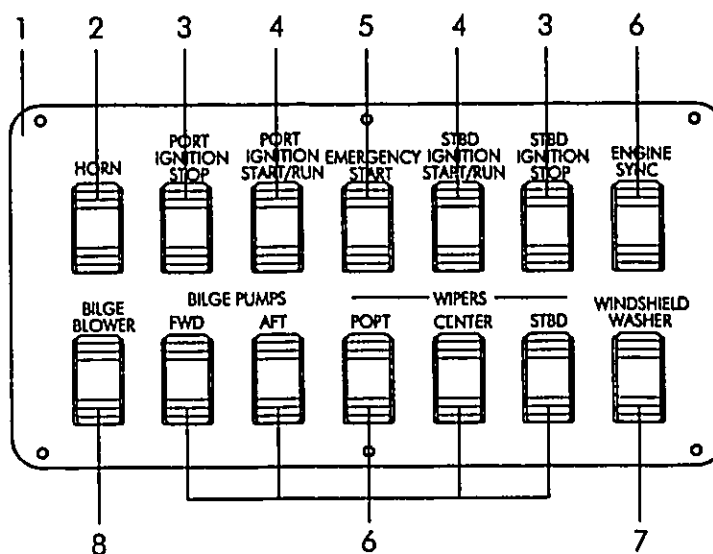 1 2 3 4 5 4 3 6
HORN
PORT
IGNITION
STOP
PORT
IGNITION
START/RUN
EMERGENCY
START
STBD
IGNITION
START/RUN
STBD
IGNITION
STOP
ENGINE
SYNC
BILGE
BLOWER
BILGE PUMPS
FWD
AFT
WIPERS
POPT
CENTER
STBD
WINDSHIELD
WASHER
8 6 7